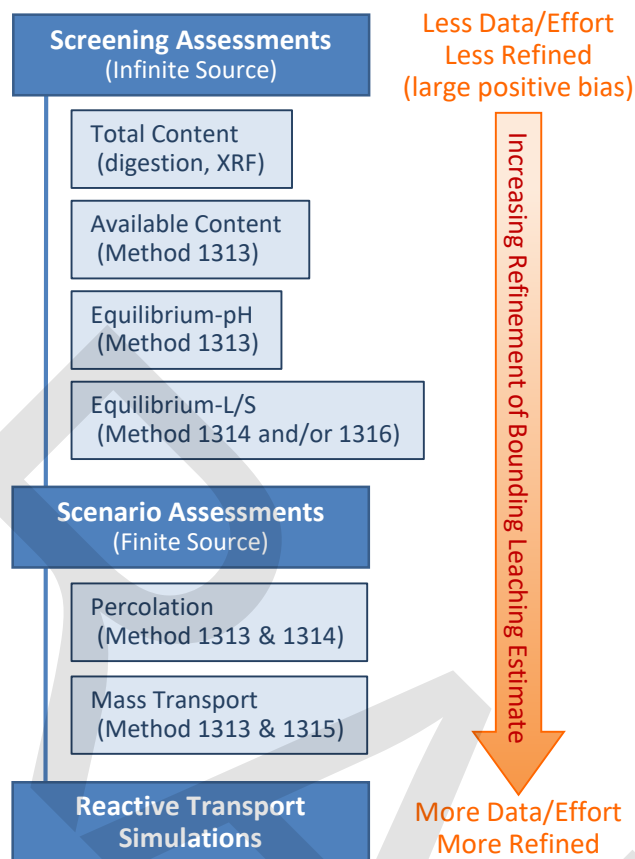 Screening Assessments
(Infinite Source)
Less Data/Effort
Less Refined
(large positive bias)
Total Content
(digestion, XRF)
Available Content
(Method 1313)
Equilibrium-pH
(Method 1313)
Equilibrium-L/S
(Method 1314 and/or 1316)
Increasing Refinement of Bounding Leaching Estimate
Scenario Assessments
(Finite Source)
Percolation
(Method 1313 & 1314)
Mass Transport
(Method 1313 & 1315)
Reactive Transport
Simulations
More Data/Effort
More Refined